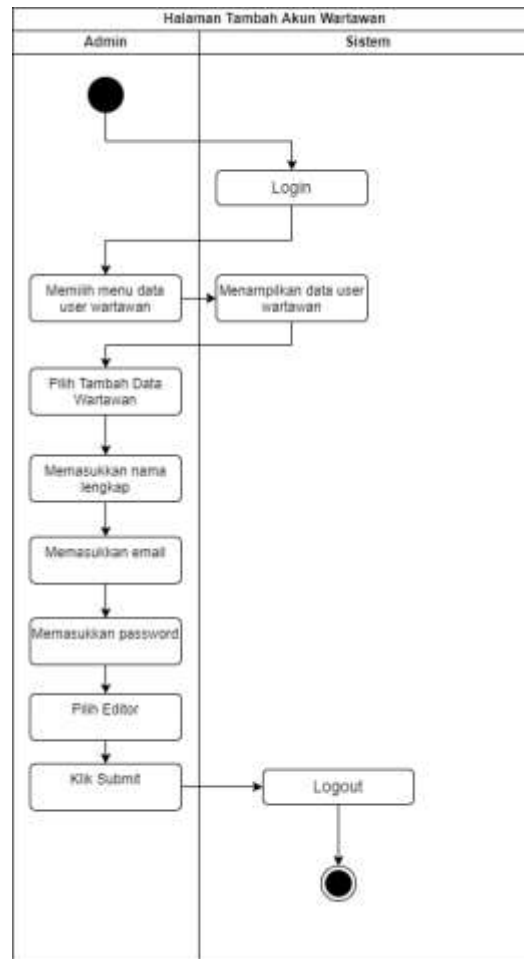 Halaman Tambah Akun Wartawan
Admin
Sistem
Login
Memilih menu data
user wartawan
Menampilkan data user
wartawan
Pilih Tambah Data
Wartawan
Memasukkan nama
lengkap
Memasukkan email
Memasukkan password
Pilih Editor
Klik Submit
Logout